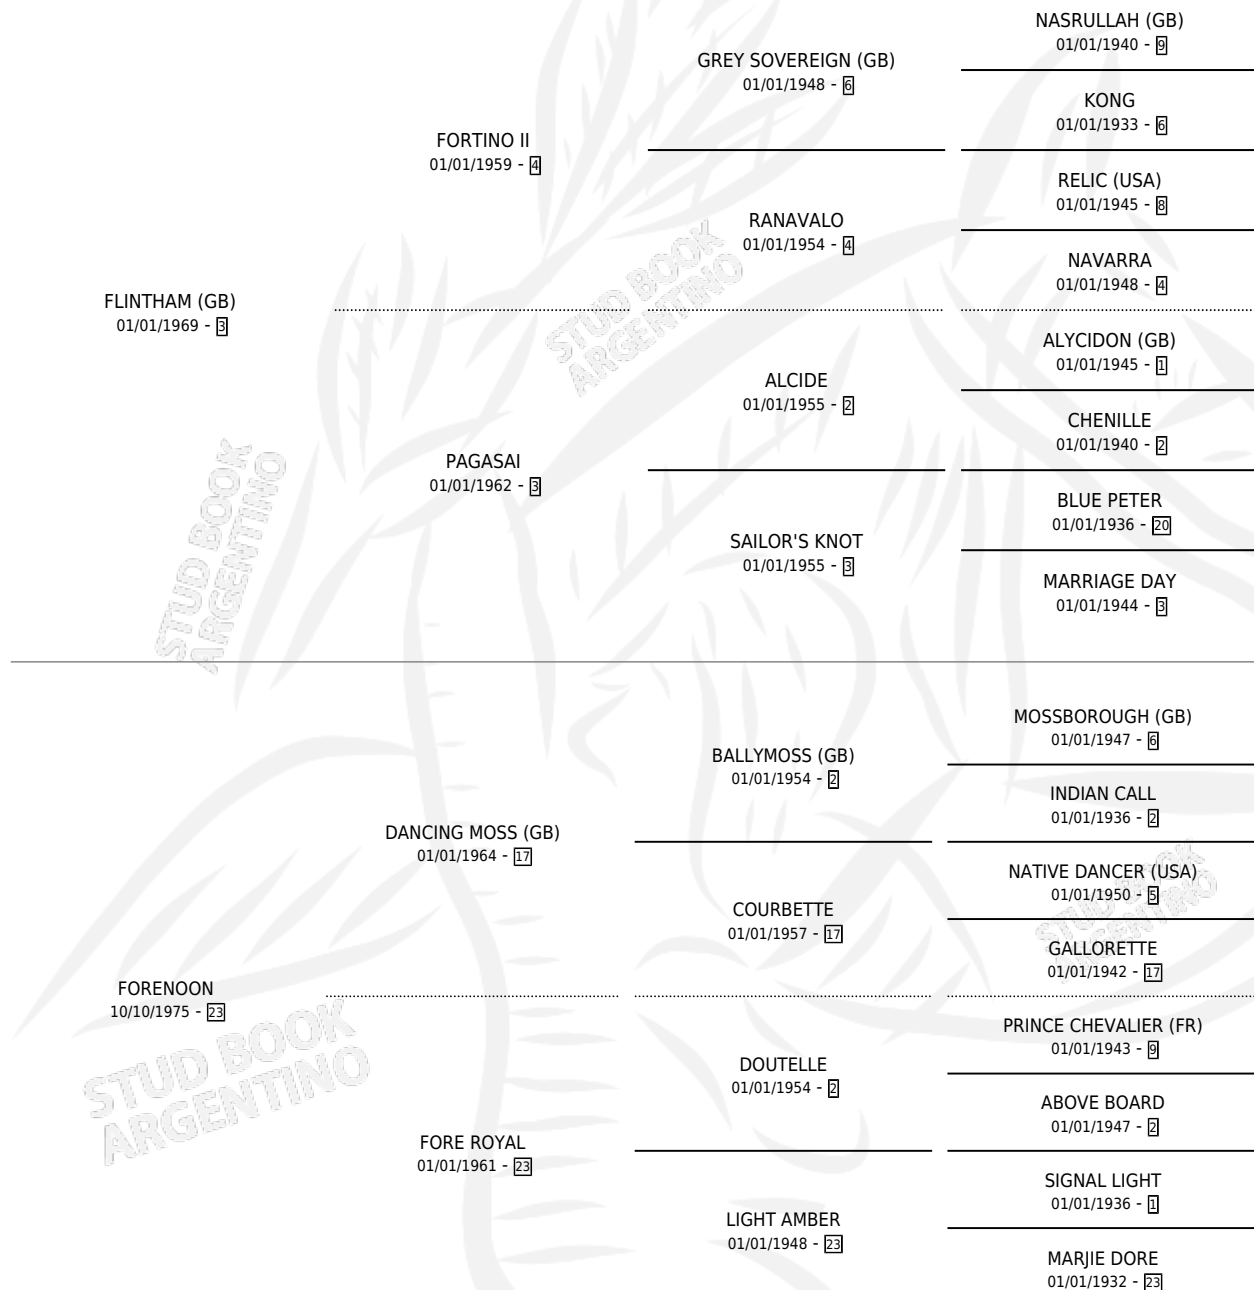 NASRULLAH (GB)
01/01/1940 - 9
GREY SOVEREIGN (GB)
01/01/1948 - 6
KONG
01/01/1933 - 6
FORTINO II
01/01/1959 - 4
RELIC (USA)
01/01/1945 - 8
RANAVALO
01/01/1954 - 4
NAVARRA
01/01/1948 - 4
FLINTHAM (GB)
01/01/1969 - 3
ALYCIDON (GB)
01/01/1945 - 1
ALCIDE
01/01/1955 - 2
CHENILLE
01/01/1940 - 2
PAGASAI
01/01/1962 - 3
BLUE PETER
01/01/1936 - 20
SAILOR'S KNOT
01/01/1955 - 3
MARRIAGE DAY
01/01/1944 - 3
MOSSBOROUGH (GB)
01/01/1947 - 6
BALLYMOSS (GB)
01/01/1954 - 2
INDIAN CALL
01/01/1936 - 2
DANCING MOSS (GB)
01/01/1964 - 17
NATIVE DANCER (USA)
01/01/1950 - 5
COURBETTE
01/01/1957 - 17
GALLORETTE
01/01/1942 - 17
FORENOON
10/10/1975 - 23
PRINCE CHEVALIER (FR)
01/01/1943 - 9
DOUTELLE
01/01/1954 - 2
ABOVE BOARD
01/01/1947 - 2
FORE ROYAL
01/01/1961 - 23
SIGNAL LIGHT
01/01/1936 - 1
LIGHT AMBER
01/01/1948 - 23
MARJIE DORE
01/01/1932 - 23
STUD BOOK
ARGENTINO
STUD BOOK
ARGENTINO
STUD BOOK
ARGENTINO
STUD BOOK
ARGENTINO